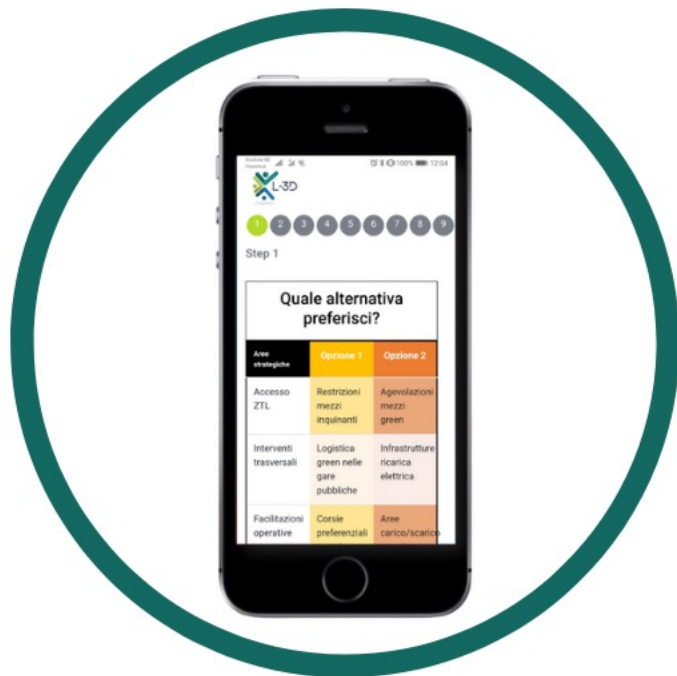 100% 12:04
L-3D
1 2 3 4 5 6 7 8 9
Step 1
Quale alternativa
preferisci?
Aree
strategiche
Opzione 1
Opzione 2
Accesso
ZTL
Restrizioni
mezzi
inquinanti
Agevolazioni
mezzi
green
Interventi
trasversali
Logistica
green nelle
gare
pubbliche
Infrastrutture
ricarica
elettrica
Facilitazioni
operative
Corsie
preferenziali
Aree
carico/scarico